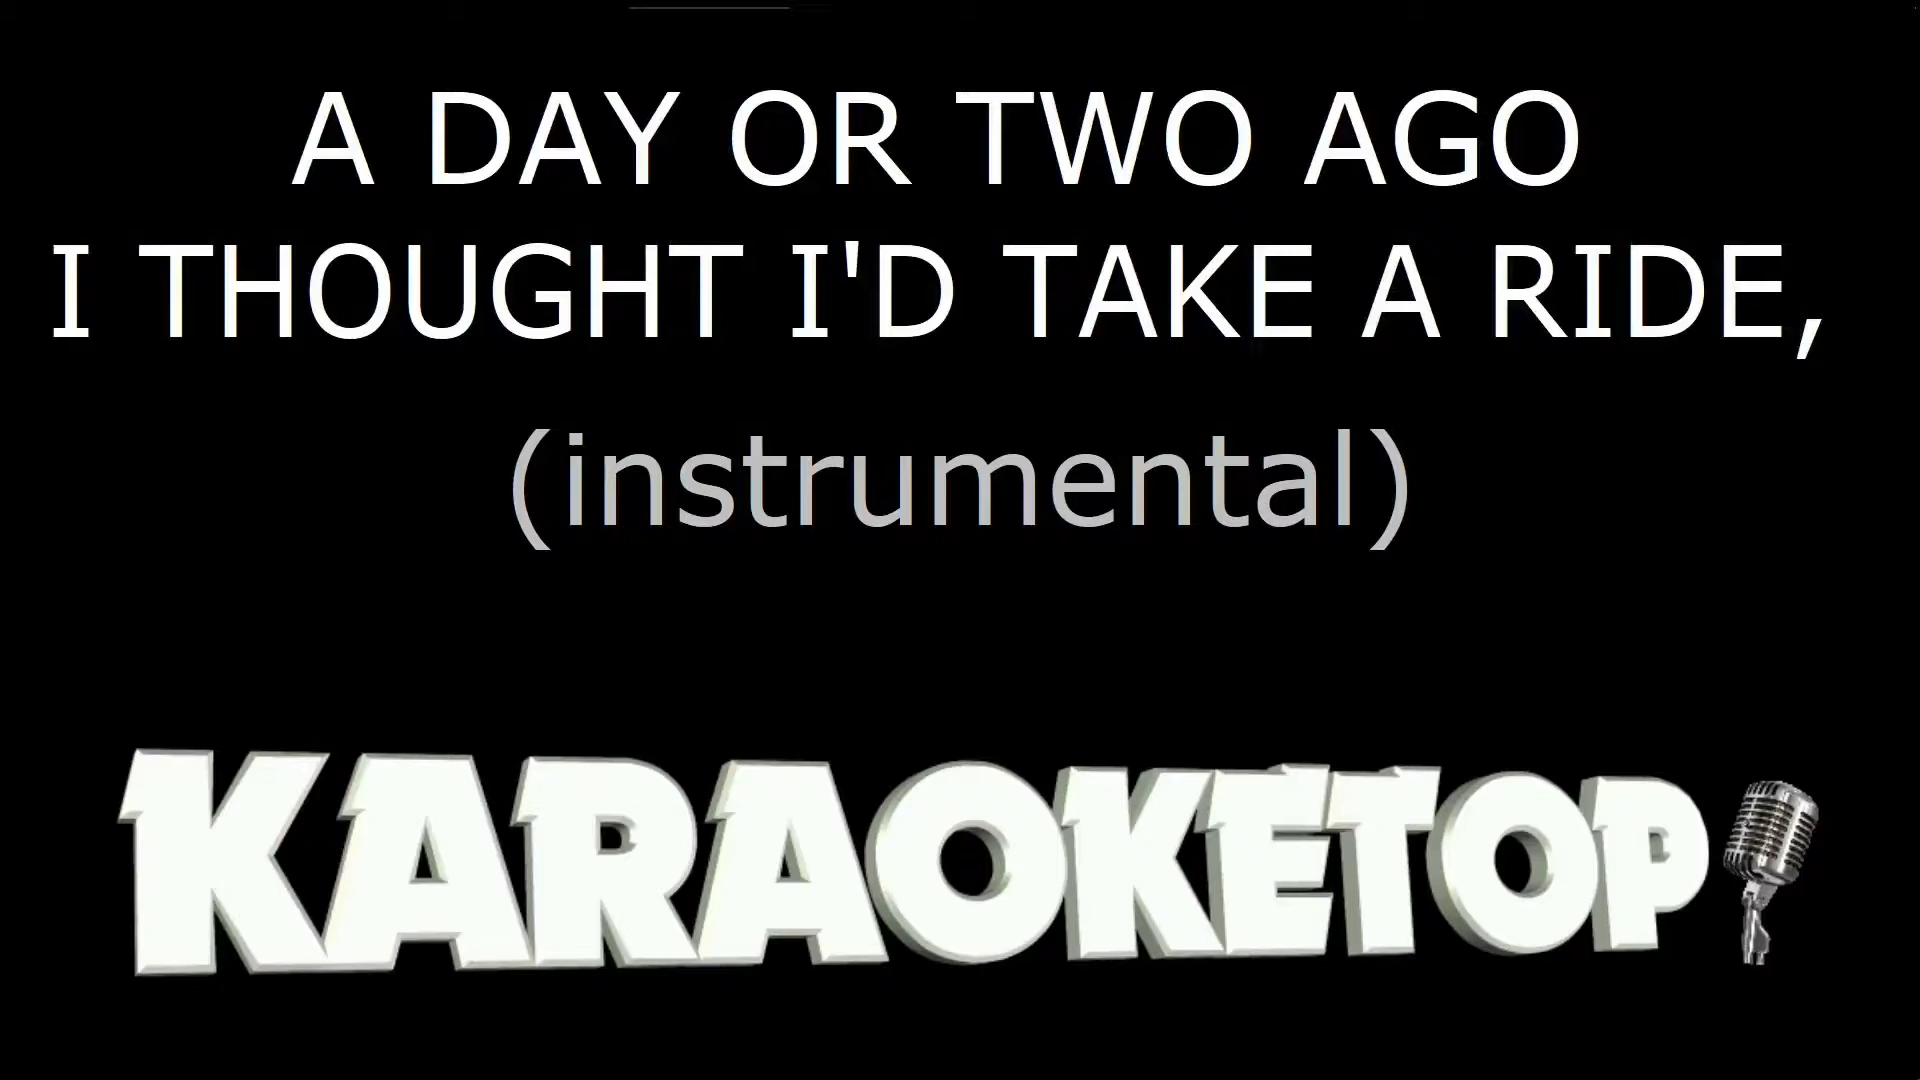 A DAY OR TWO AGO
I THOUGHT I'D TAKE A RIDE,
(instrumental)
KARAOKETOP